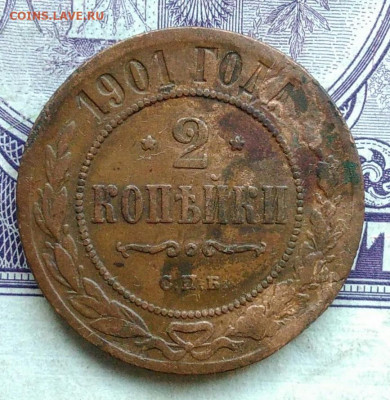 COINS.LAVE.RU
1901 ГОДА
* 2 *
КОПѢЙКИ
С.П.Б.